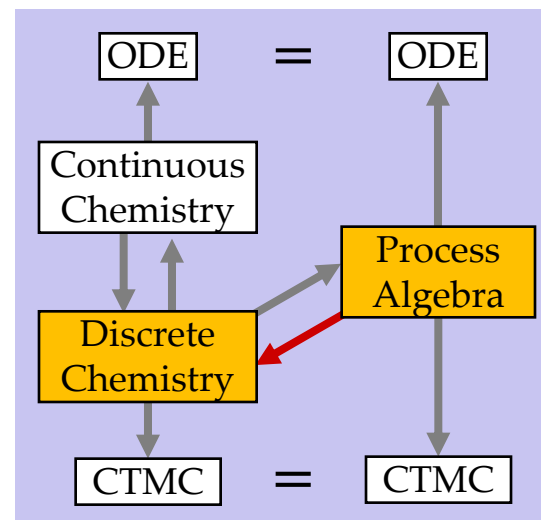 ODE = ODE
Continuous
Chemistry
Process
Algebra
Discrete
Chemistry
CTMC = CTMC